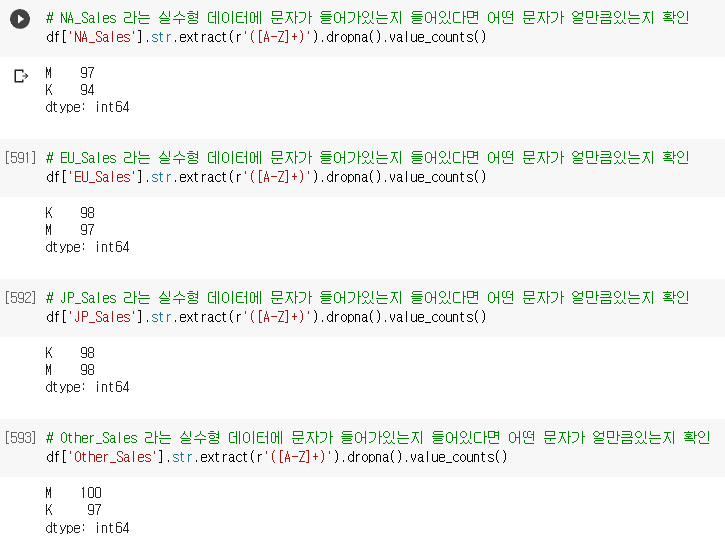 # NA_Sales 라는 실수형 데이터에 문자가 들어가있는지 들어있다면 어떤 문자가 얼만큼있는지 확인
df['NA_Sales'].str.extract(r'([A-Z]+)').dropna().value_counts()
M    97
K    94
dtype: int64
[591] # EU_Sales 라는 실수형 데이터에 문자가 들어가있는지 들어있다면 어떤 문자가 얼만큼있는지 확인
df['EU_Sales'].str.extract(r'([A-Z]+)').dropna().value_counts()
K    98
M    97
dtype: int64
[592] # JP_Sales 라는 실수형 데이터에 문자가 들어가있는지 들어있다면 어떤 문자가 얼만큼있는지 확인
df['JP_Sales'].str.extract(r'([A-Z]+)').dropna().value_counts()
K    98
M    98
dtype: int64
[593] # Other_Sales 라는 실수형 데이터에 문자가 들어가있는지 들어있다면 어떤 문자가 얼만큼있는지 확인
df['Other_Sales'].str.extract(r'([A-Z]+)').dropna().value_counts()
M    100
K     97
dtype: int64